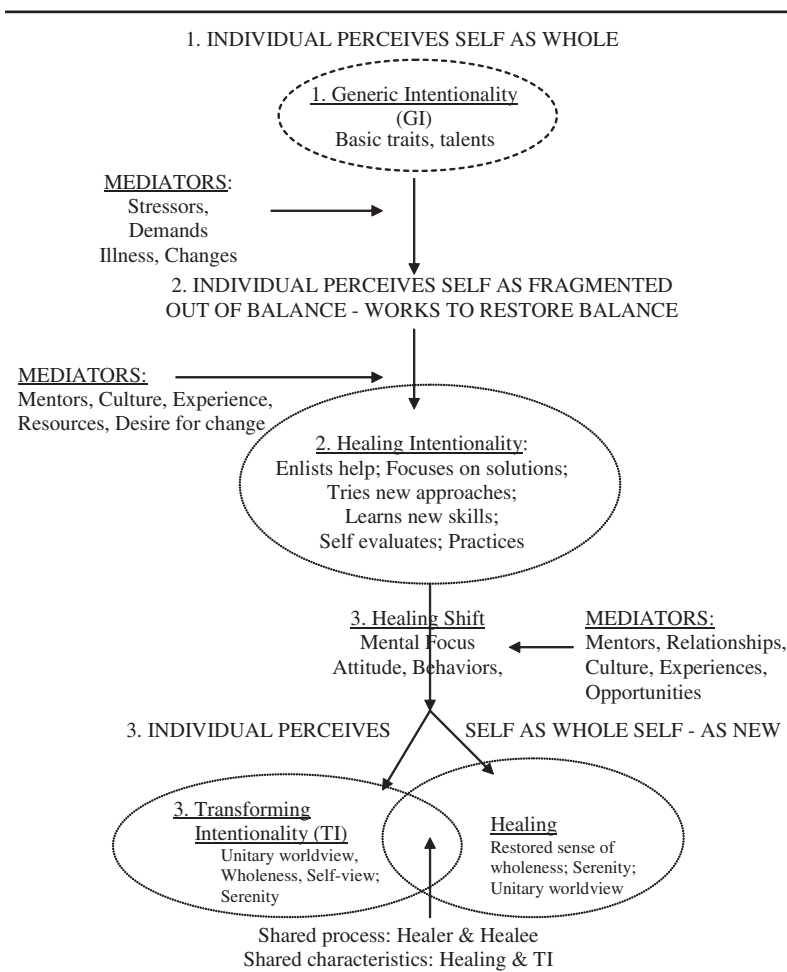 1. INDIVIDUAL PERCEIVES SELF AS WHOLE
1. Generic Intentionality
(GI)
Basic traits, talents
MEDIATORS:
Stressors,
Demands
Illness, Changes
2. INDIVIDUAL PERCEIVES SELF AS FRAGMENTED
OUT OF BALANCE - WORKS TO RESTORE BALANCE
MEDIATORS:
Mentors, Culture, Experience,
Resources, Desire for change
2. Healing Intentionality:
Enlists help; Focuses on solutions;
Tries new approaches;
Learns new skills;
Self evaluates; Practices
3. Healing Shift
Mental Focus
Attitude, Behaviors,
MEDIATORS:
Mentors, Relationships,
Culture, Experiences,
Opportunities
3. INDIVIDUAL PERCEIVES SELF AS WHOLE SELF - AS NEW
3. Transforming
Intentionality (TI)
Unitary worldview,
Wholeness, Self-view;
Serenity
Healing
Restored sense of
wholeness; Serenity;
Unitary worldview
Shared process: Healer & Healee
Shared characteristics: Healing & TI